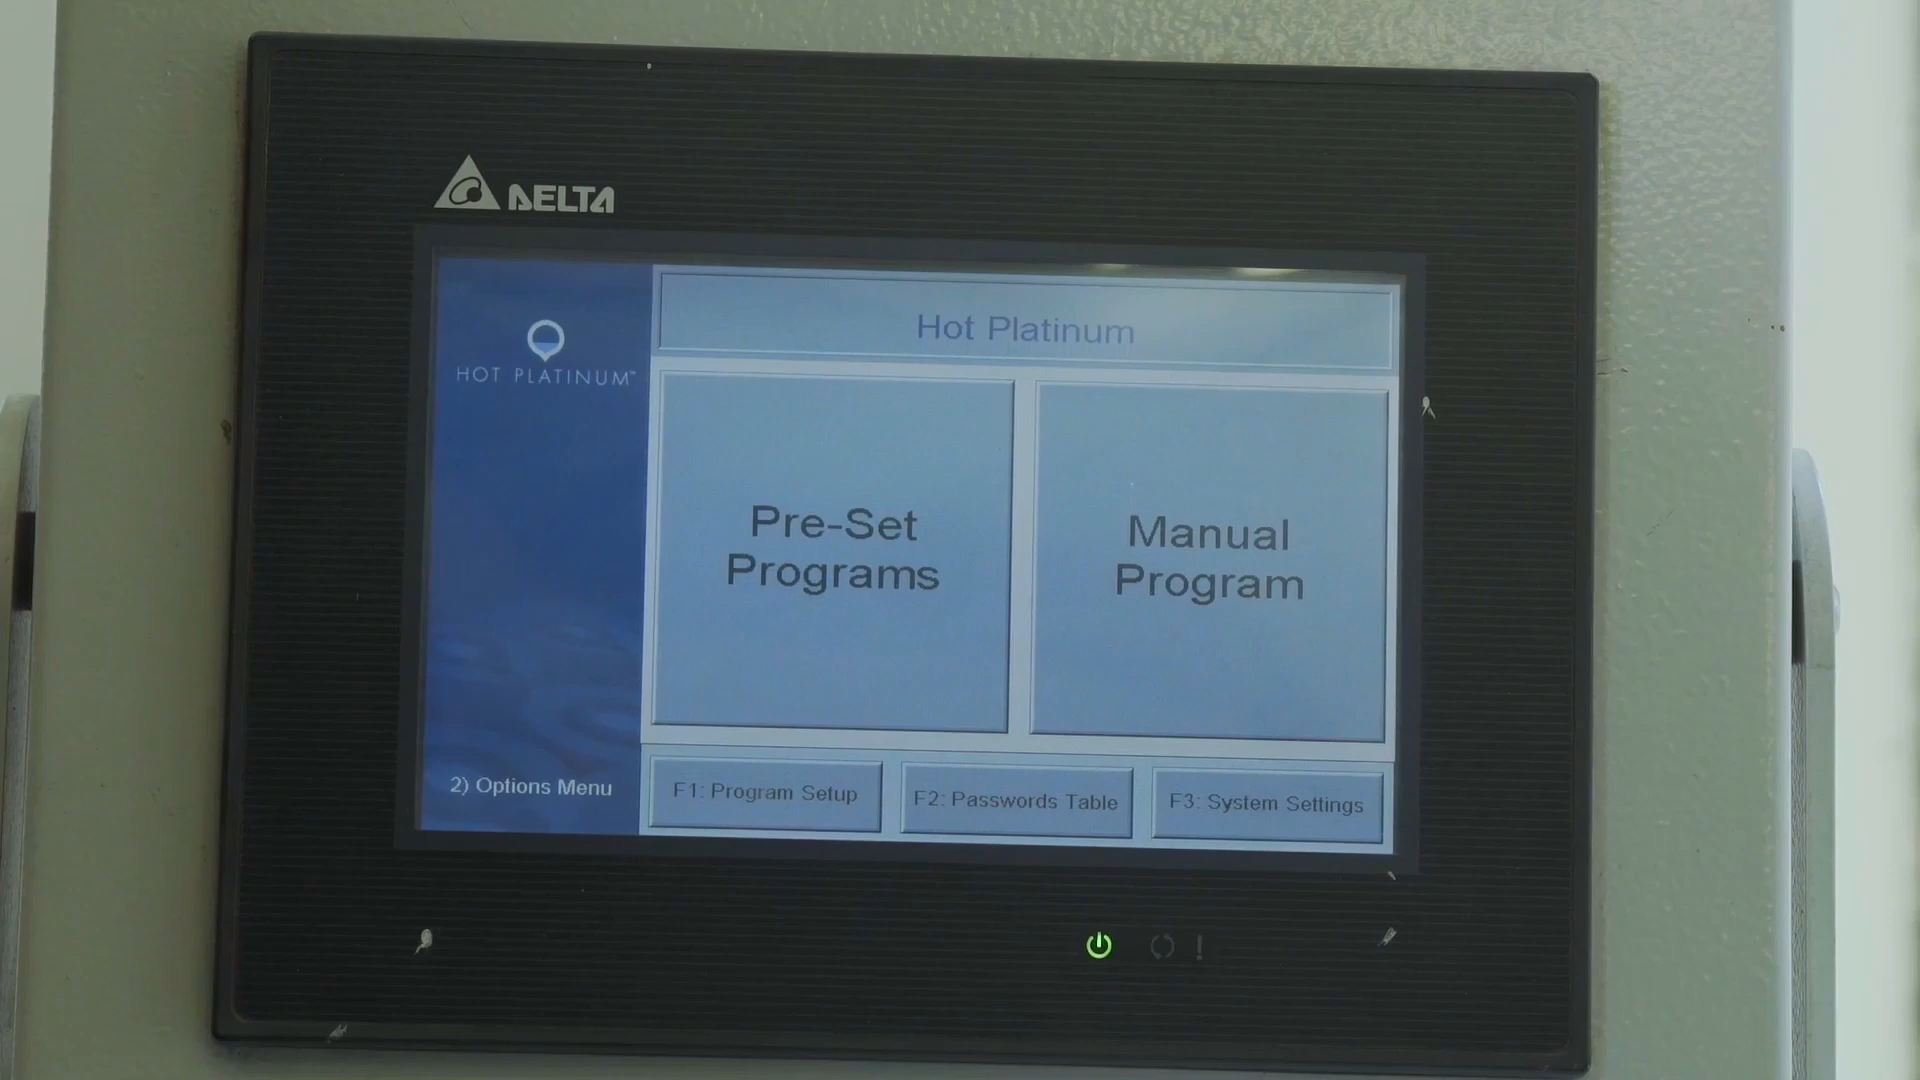 DELTA
HOT PLATINUM™
Hot Platinum
Pre-Set
Programs
Manual
Program
2) Options Menu
F1: Program Setup
F2: Passwords Table
F3: System Settings